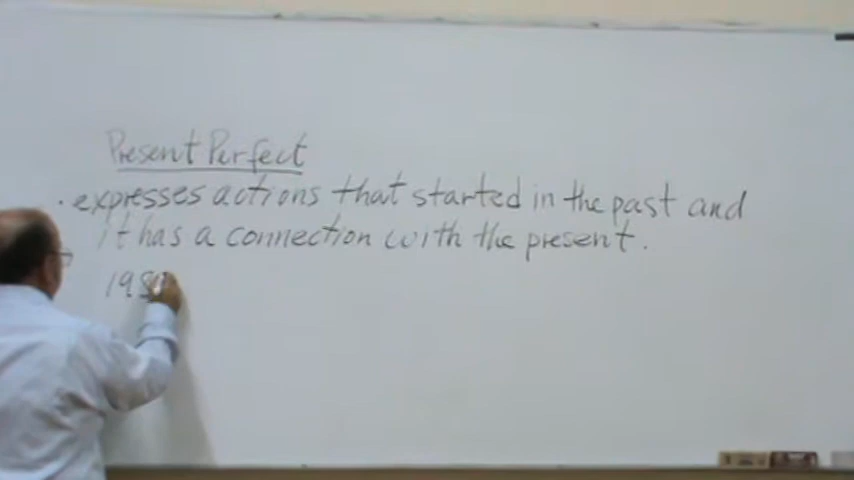 Present Perfect
· expresses actions that started in the past and
it has a connection with the present.
198